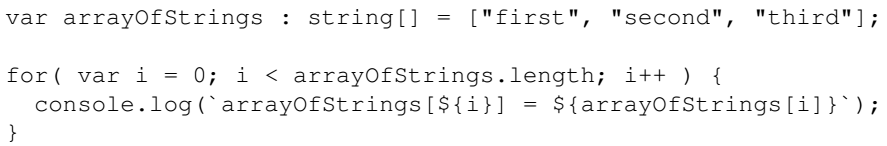 var arrayOfStrings : string[] = ["first", "second", "third"];
for( var i = 0; i < arrayOfStrings.length; i++ ) {
console.log(`arrayOfStrings[${i}] = ${arrayOfStrings[i]}`);
}